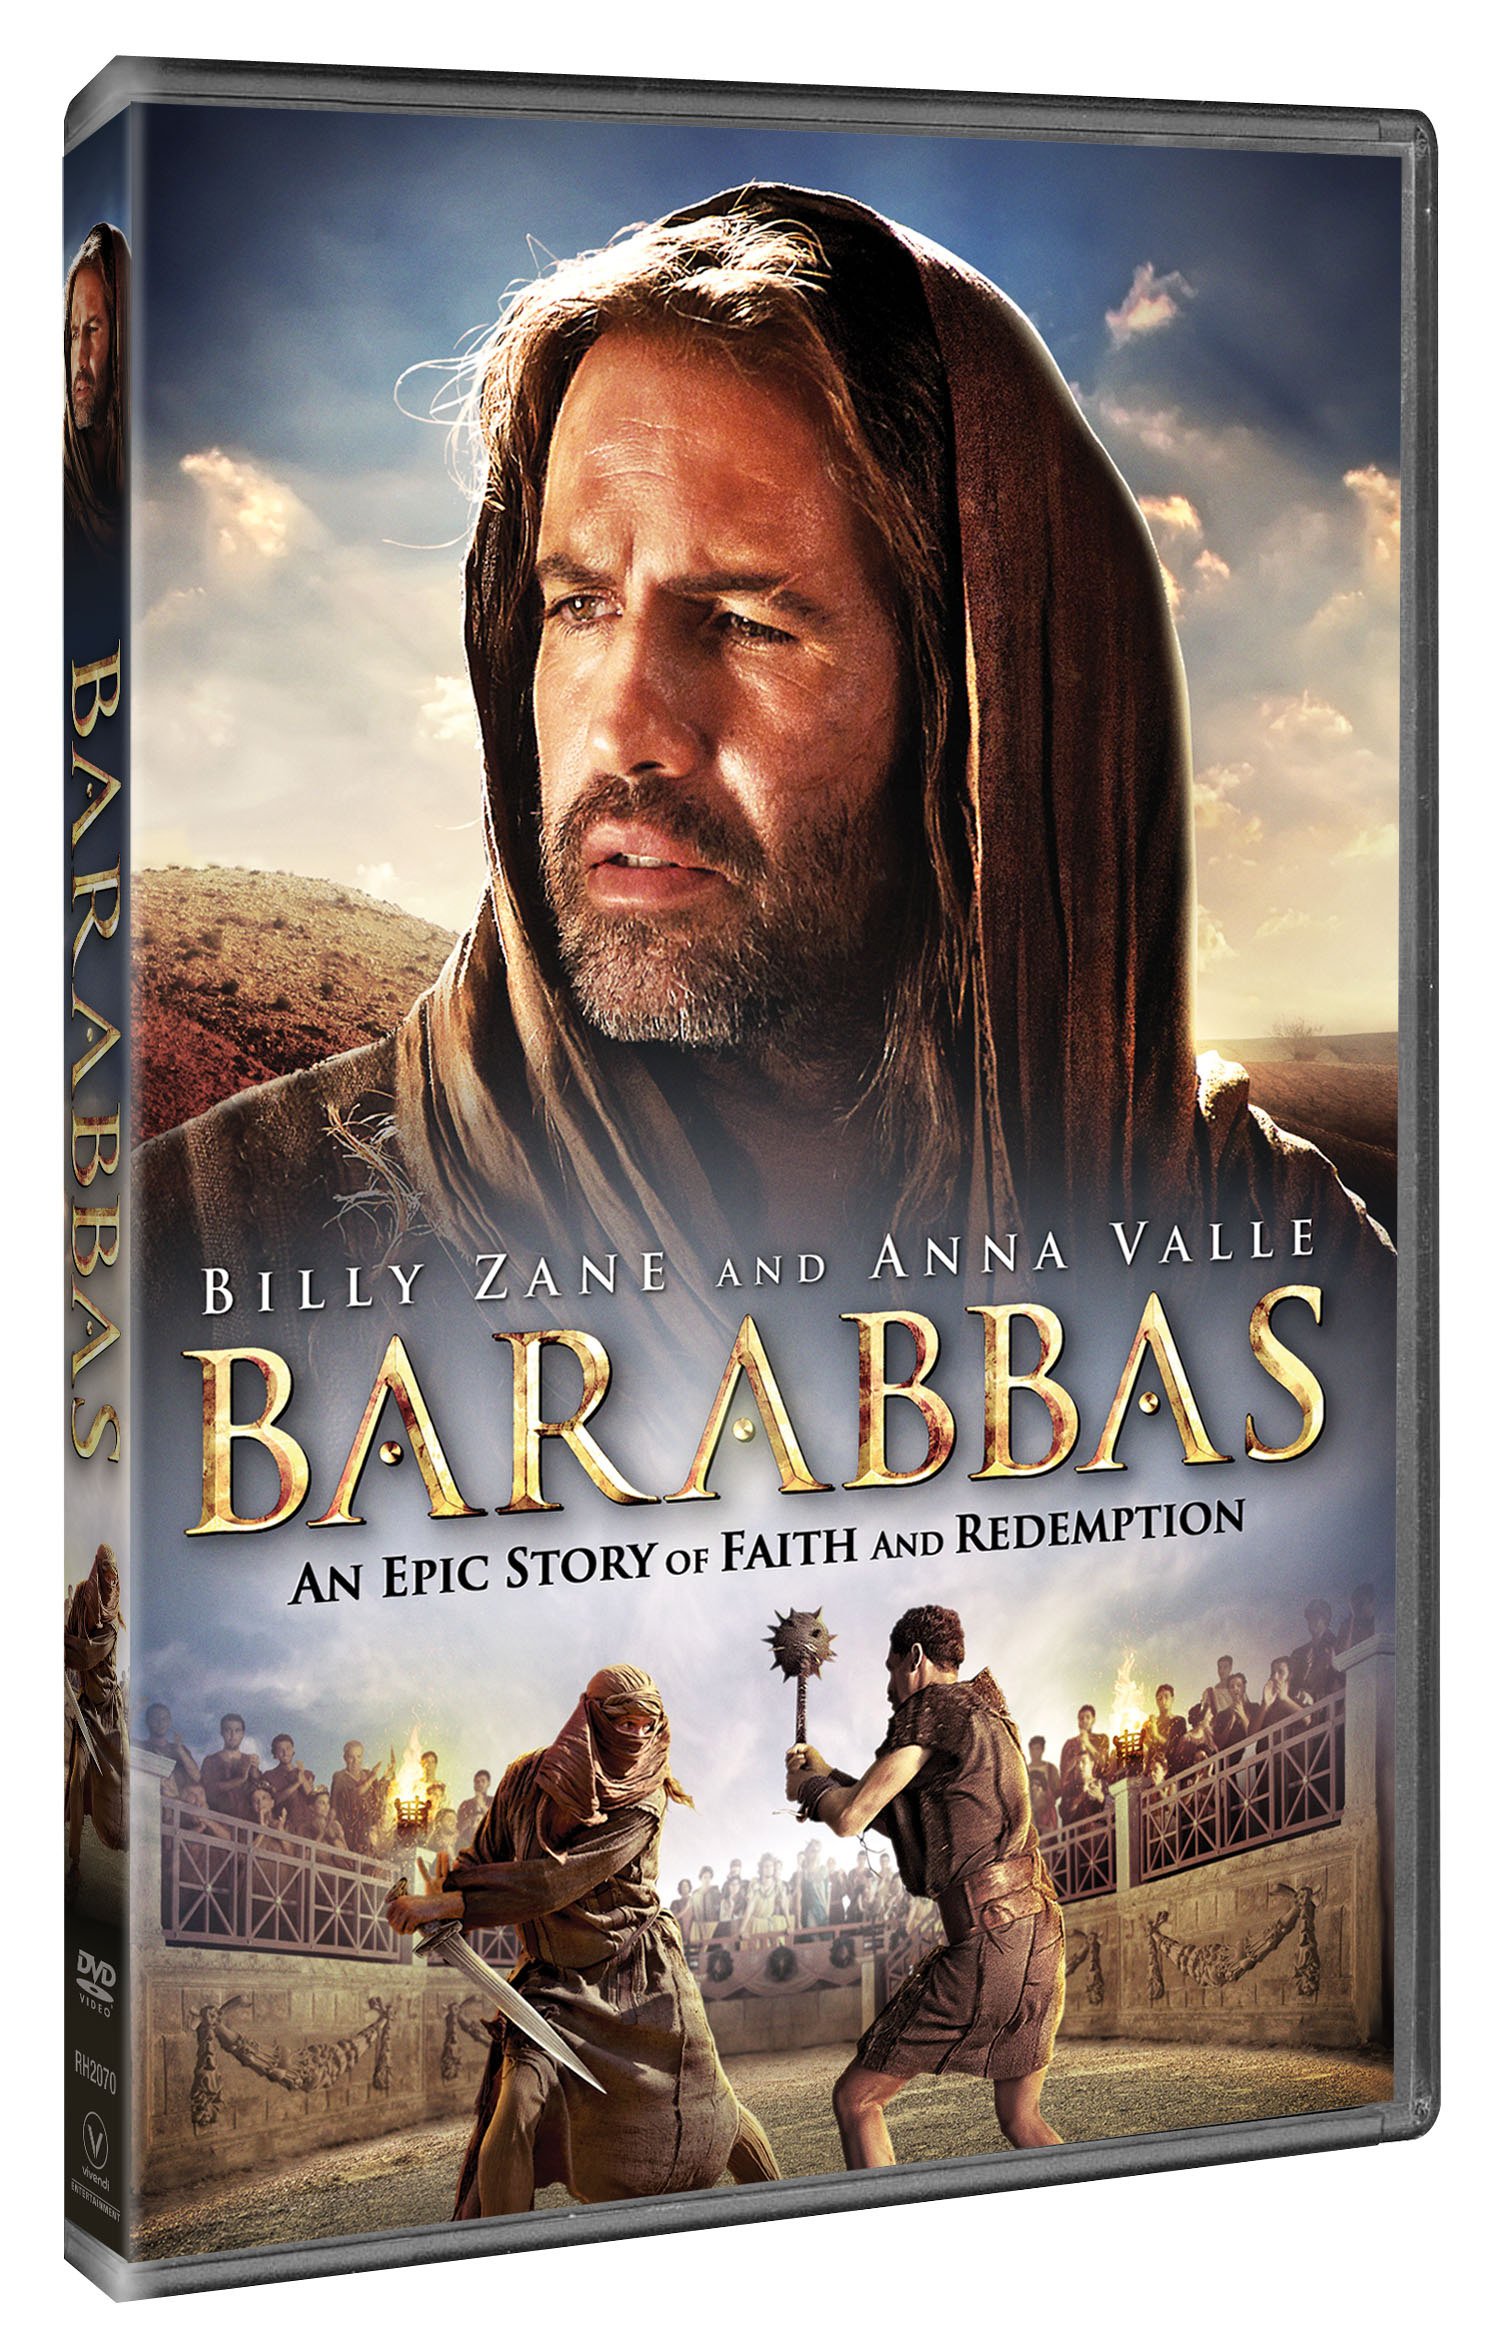 BILLY ZANE AND ANNA VALLE
BARABBAS
AN EPIC STORY OF FAITH AND REDEMPTION
BARABBAS
DVD
VIDEO
RH2070
V
vivendi
ENTERTAINMENT